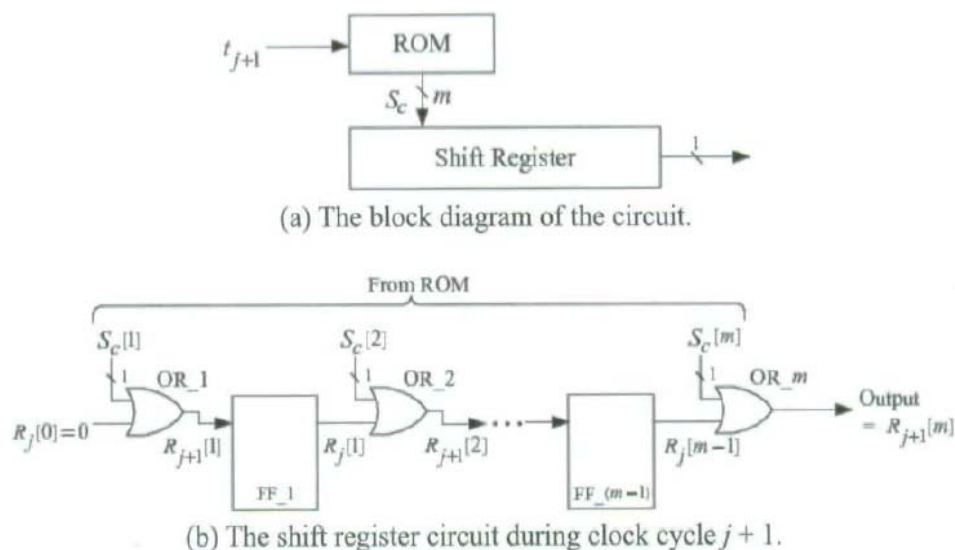 t_{j+1}
ROM
S_c m
Shift Register
1
(a) The block diagram of the circuit.
From ROM
S_c[1] S_c[2] S_c[m]
1 OR_1 1 OR_2 1 OR_m
R_j[0]=0 R_{j+1}[1] FF_1 R_j[1] R_{j+1}[2] ••• FF_(m−1) R_j[m−1] Output
= R_{j+1}[m]
(b) The shift register circuit during clock cycle j + 1.